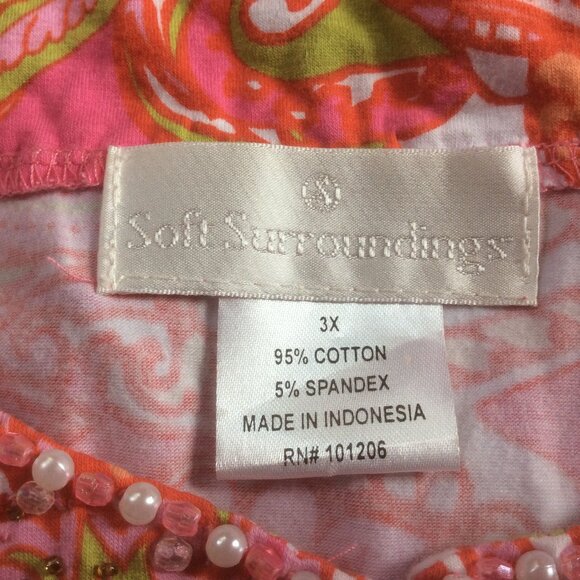 S
Soft Surroundings
3X
95% COTTON
5% SPANDEX
MADE IN INDONESIA
RN# 101206